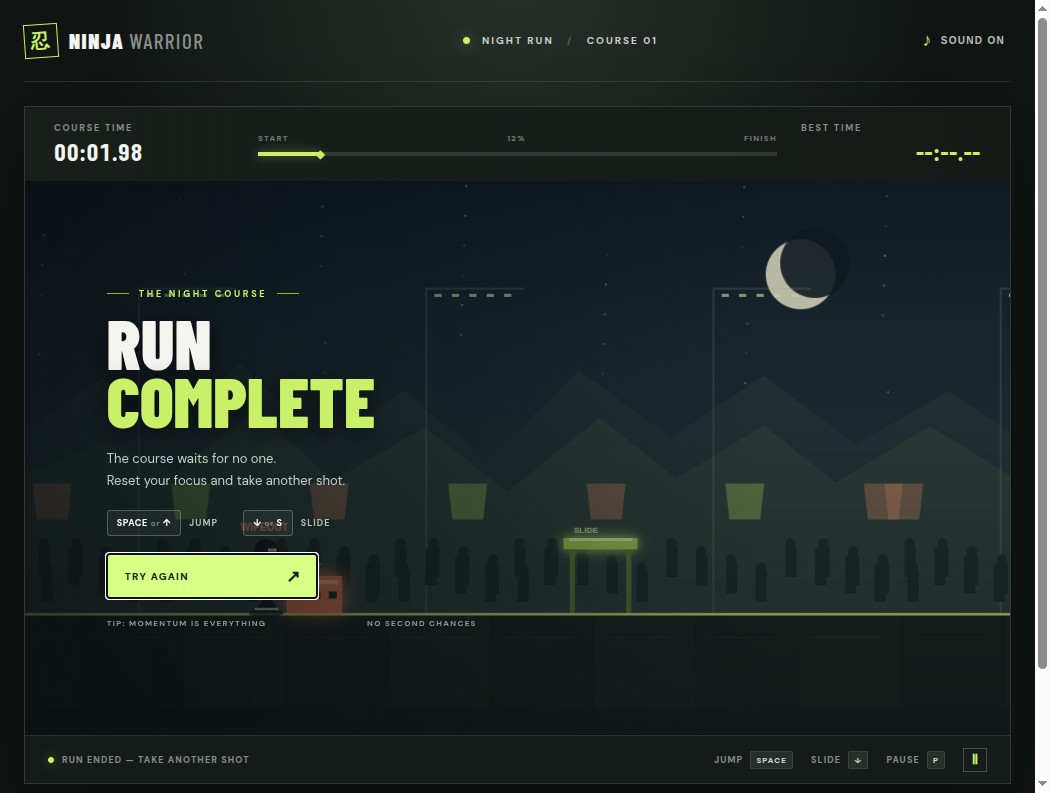 忍 NINJA WARRIOR
NIGHT RUN / COURSE 01
♪ SOUND ON
COURSE TIME
00:01.98
START 12% FINISH
BEST TIME
--:--.--
THE NIGHT COURSE
RUN
COMPLETE
The course waits for no one.
Reset your focus and take another shot.
SPACE or ↑ JUMP ↓ or S SLIDE
WIPEOUT
SLIDE
TRY AGAIN ↗
TIP: MOMENTUM IS EVERYTHING NO SECOND CHANCES
RUN ENDED — TAKE ANOTHER SHOT
JUMP SPACE SLIDE ↓ PAUSE P